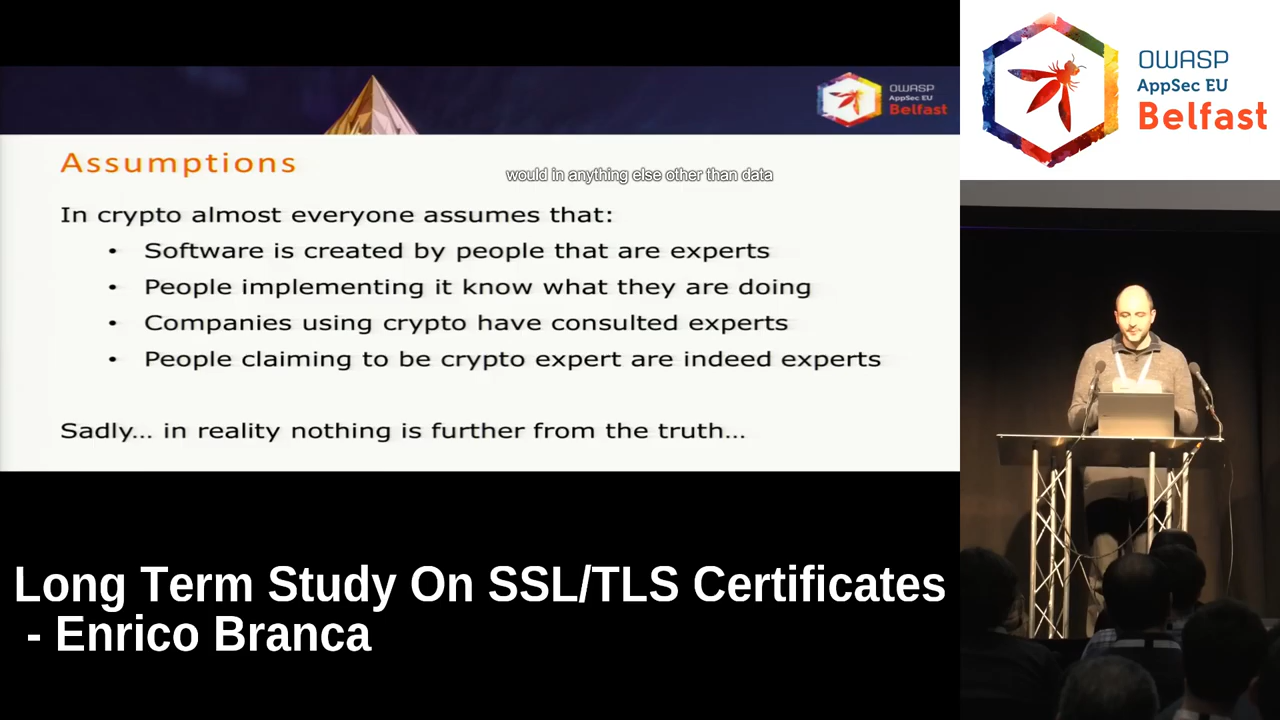 OWASP
AppSec EU
Belfast
Assumptions
would in anything else other than data
In crypto almost everyone assumes that:
• Software is created by people that are experts
• People implementing it know what they are doing
• Companies using crypto have consulted experts
• People claiming to be crypto expert are indeed experts
Sadly... in reality nothing is further from the truth...
Long Term Study On SSL/TLS Certificates
- Enrico Branca
OWASP
AppSec EU
Belfast